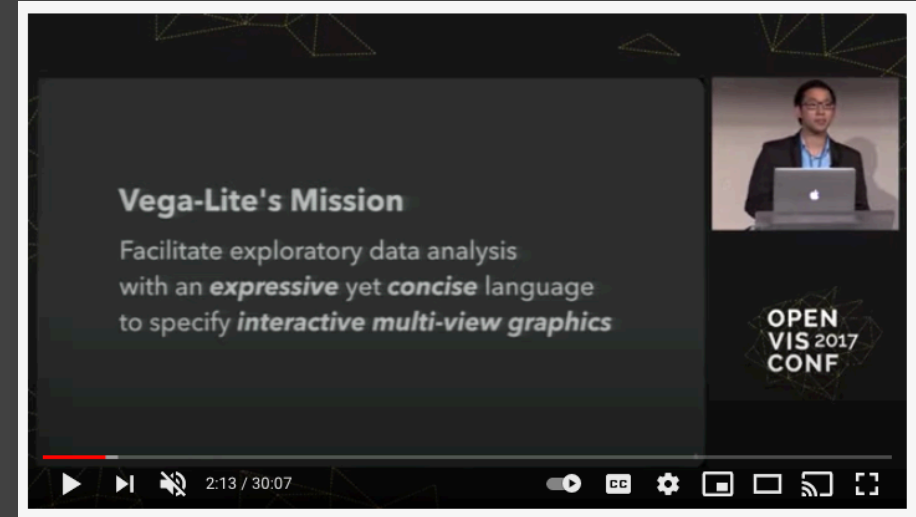 Vega-Lite's Mission
Facilitate exploratory data analysis
with an expressive yet concise language
to specify interactive multi-view graphics
OPEN
VIS 2017
CONF
2:13 / 30:07
CC